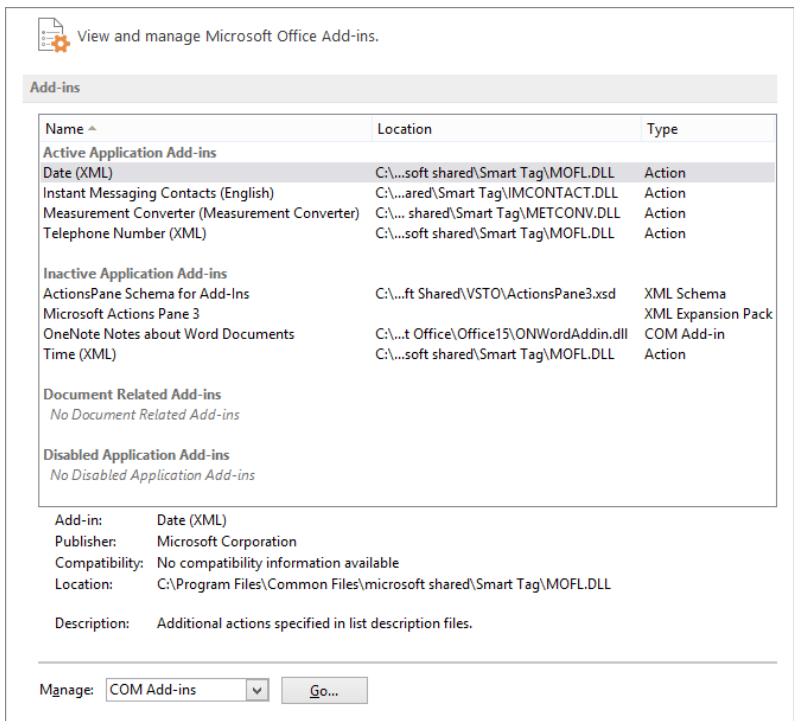 View and manage Microsoft Office Add-ins.
Add-ins
Name Location Type
Active Application Add-ins
Date (XML) C:\...soft shared\Smart Tag\MOFL.DLL Action
Instant Messaging Contacts (English) C:\...ared\Smart Tag\IMCONTACT.DLL Action
Measurement Converter (Measurement Converter) C:\... shared\Smart Tag\METCONV.DLL Action
Telephone Number (XML) C:\...soft shared\Smart Tag\MOFL.DLL Action
Inactive Application Add-ins
ActionsPane Schema for Add-Ins C:\...ft Shared\VSTO\ActionsPane3.xsd XML Schema
Microsoft Actions Pane 3 XML Expansion Pack
OneNote Notes about Word Documents C:\...t Office\Office15\ONWordAddin.dll COM Add-in
Time (XML) C:\...soft shared\Smart Tag\MOFL.DLL Action
Document Related Add-ins
No Document Related Add-ins
Disabled Application Add-ins
No Disabled Application Add-ins
Add-in: Date (XML)
Publisher: Microsoft Corporation
Compatibility: No compatibility information available
Location: C:\Program Files\Common Files\microsoft shared\Smart Tag\MOFL.DLL
Description: Additional actions specified in list description files.
Manage: COM Add-ins Go...